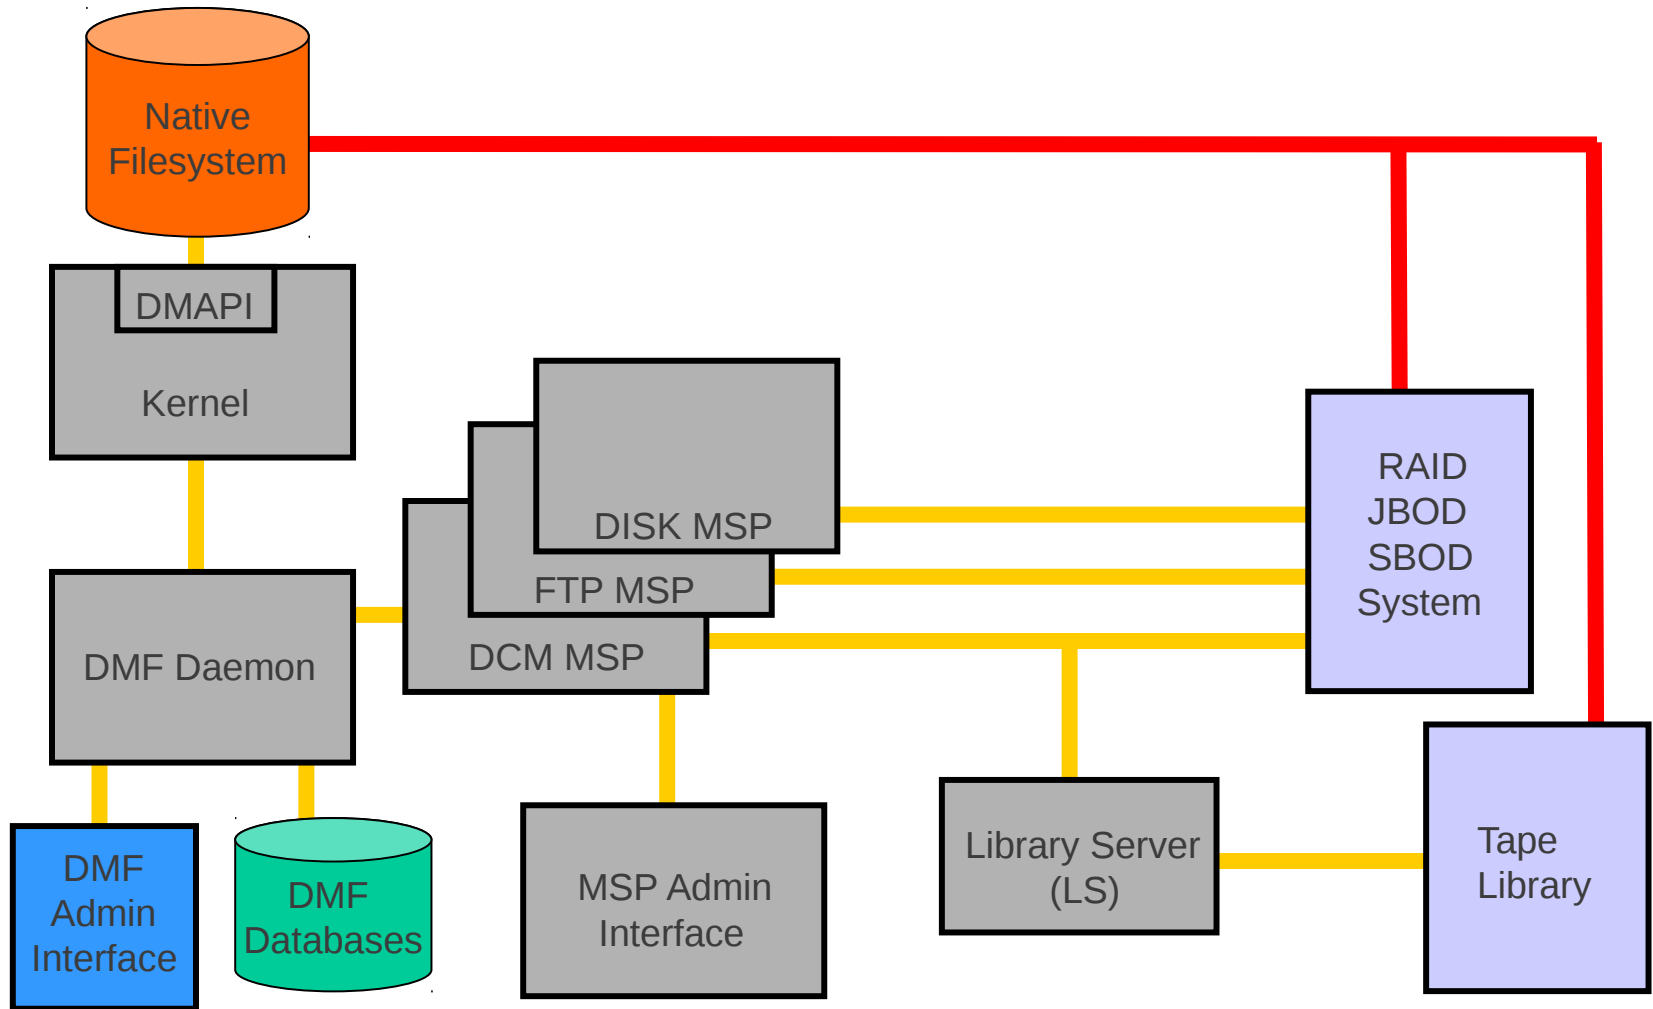 Native
Filesystem
DMAPI
Kernel
DISK MSP
FTP MSP
DCM MSP
RAID
JBOD
SBOD
System
DMF Daemon
DMF
Admin
Interface
DMF
Databases
MSP Admin
Interface
Library Server
(LS)
Tape
Library